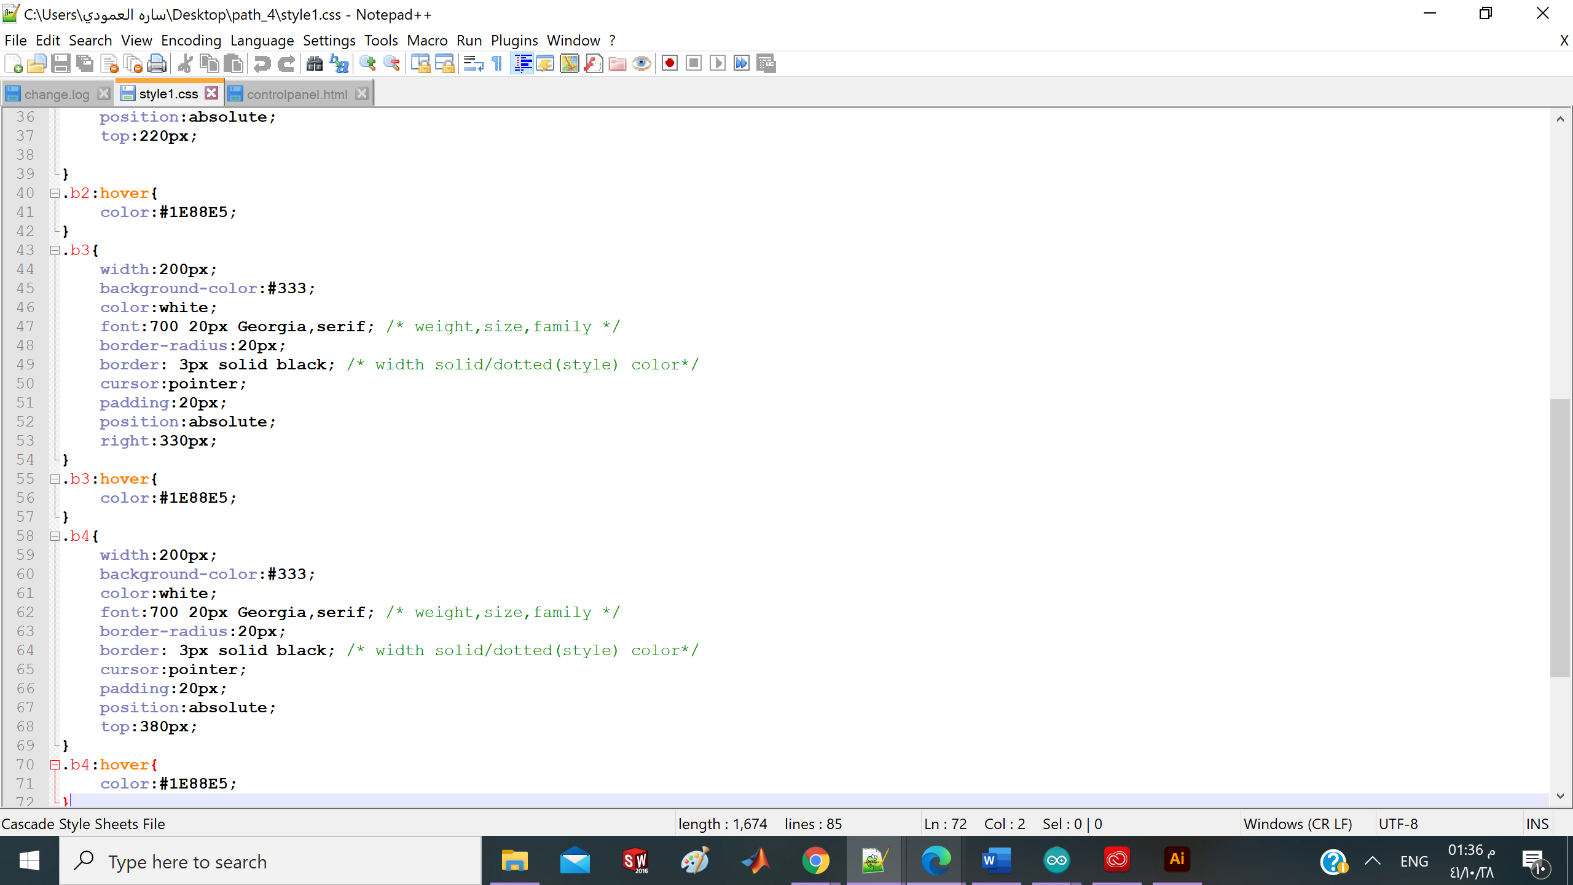 C:\Users\ساره العمودي\Desktop\path_4\style1.css - Notepad++
File Edit Search View Encoding Language Settings Tools Macro Run Plugins Window ? X
change.log style1.css controlpanel.html
36 position:absolute;
37 top:220px;
38
39 }
40 .b2:hover{
41 color:#1E88E5;
42 }
43 .b3{
44 width:200px;
45 background-color:#333;
46 color:white;
47 font:700 20px Georgia,serif; /* weight,size,family */
48 border-radius:20px;
49 border: 3px solid black; /* width solid/dotted(style) color*/
50 cursor:pointer;
51 padding:20px;
52 position:absolute;
53 right:330px;
54 }
55 .b3:hover{
56 color:#1E88E5;
57 }
58 .b4{
59 width:200px;
60 background-color:#333;
61 color:white;
62 font:700 20px Georgia,serif; /* weight,size,family */
63 border-radius:20px;
64 border: 3px solid black; /* width solid/dotted(style) color*/
65 cursor:pointer;
66 padding:20px;
67 position:absolute;
68 top:380px;
69 }
70 .b4:hover{
71 color:#1E88E5;
72 }
Cascade Style Sheets File length : 1,674 lines : 85 Ln : 72 Col : 2 Sel : 0 | 0 Windows (CR LF) UTF-8 INS
Type here to search SW 2016 W Ai ENG 01:36 م
٤١/١٠/٢٨ ١٠